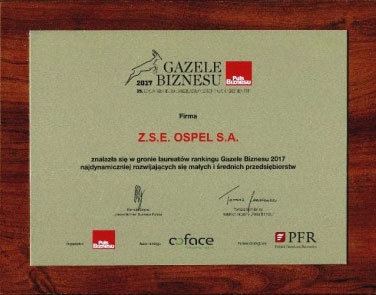 GAZELE
BIZNESU
2017
Puls
Biznesu
Firma
Z.S.E. OSPEL S.A.
znalazła się w gronie laureatów rankingu Gazele Biznesu 2017
najdynamiczniej rozwijających się małych i średnich przedsiębiorstw
Organizator
Puls
Biznesu
coface
PFR